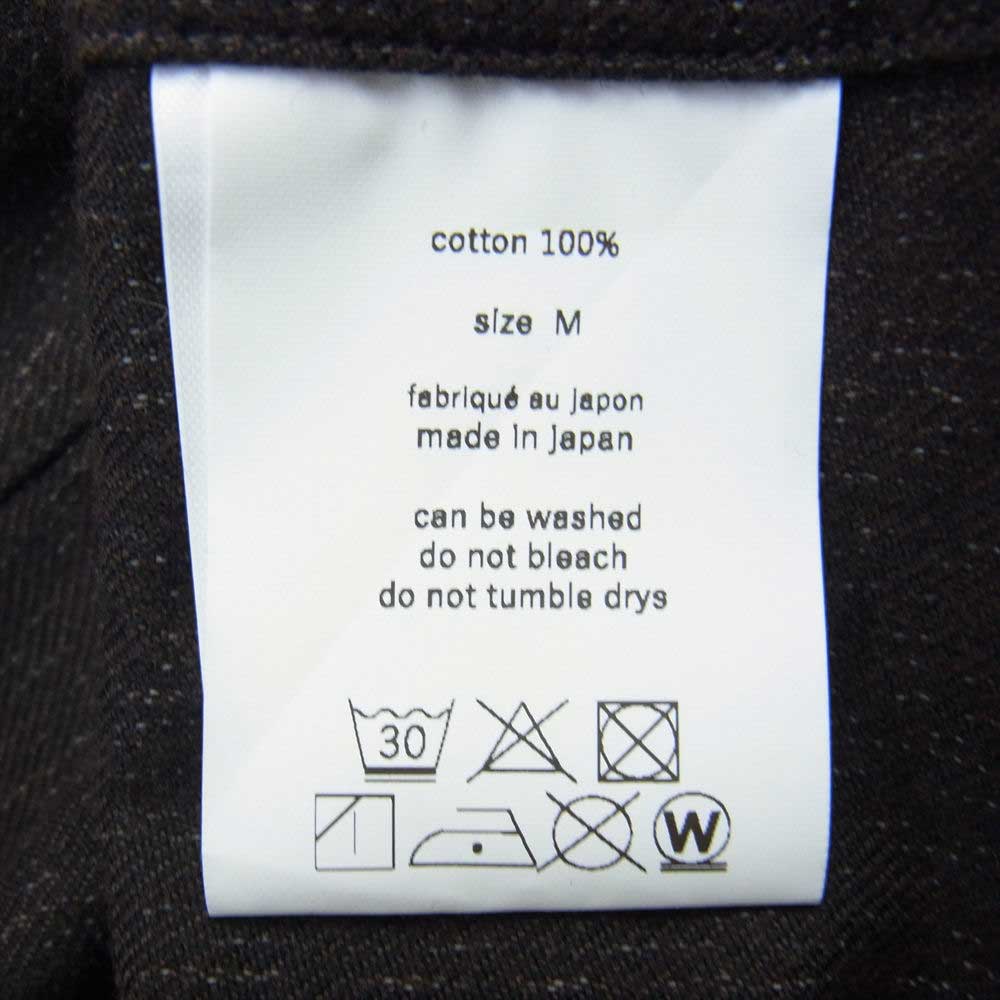 cotton 100%
size M
fabriqué au japon
made in japan
can be washed
do not bleach
do not tumble drys
30
W